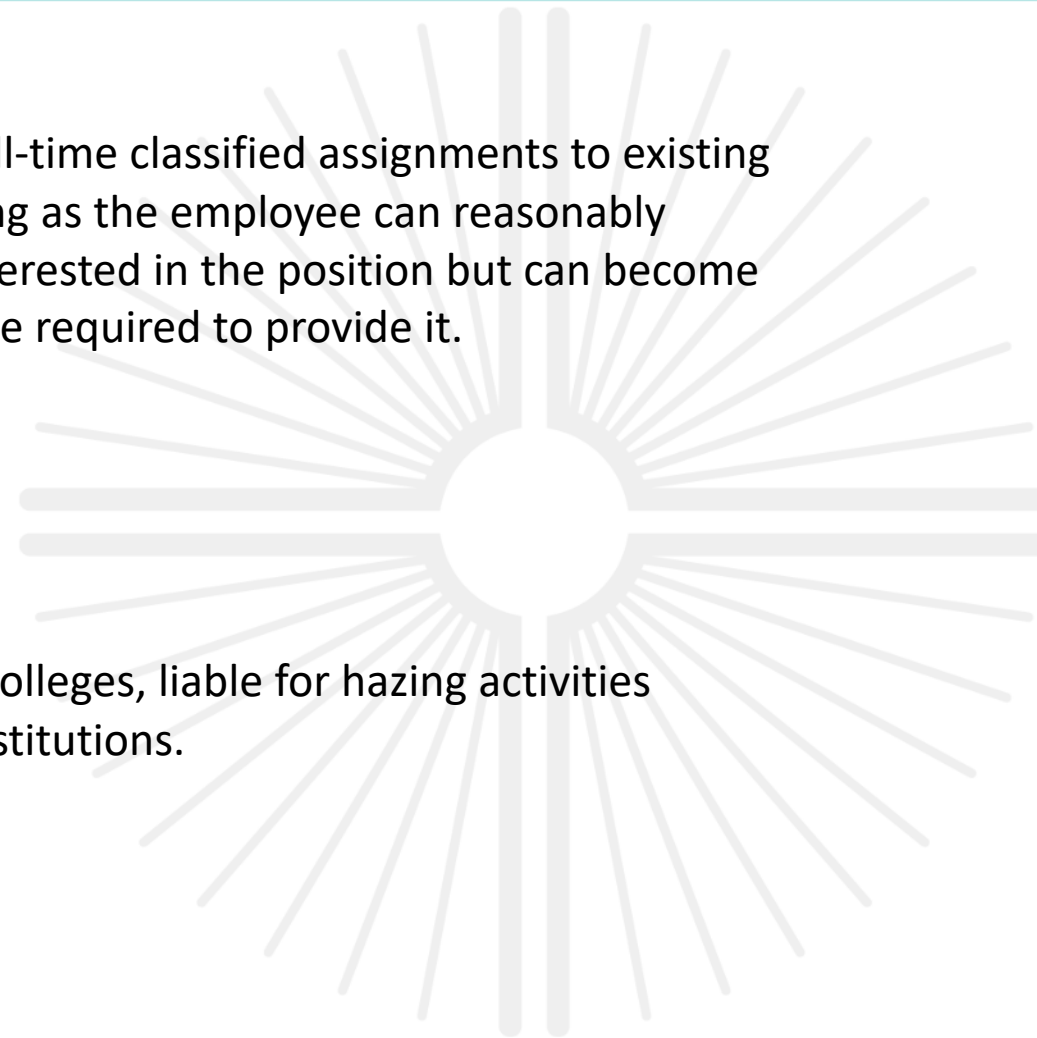 ll-time classified assignments to existing
ng as the employee can reasonably
erested in the position but can become
e required to provide it.
olleges, liable for hazing activities
stitutions.